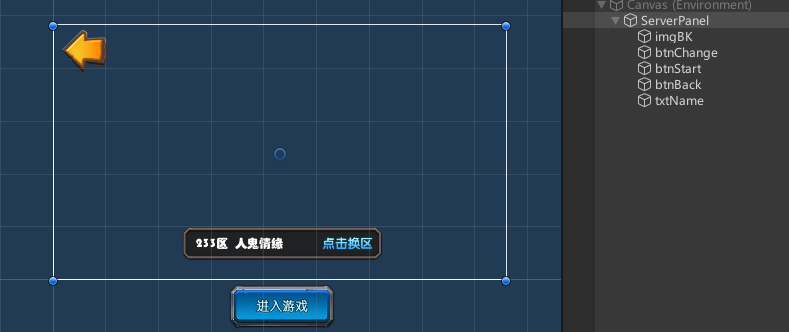 Canvas (Environment)
ServerPanel
imgBK
btnChange
btnStart
btnBack
txtName
233区 人鬼情缘 点击换区
进入游戏